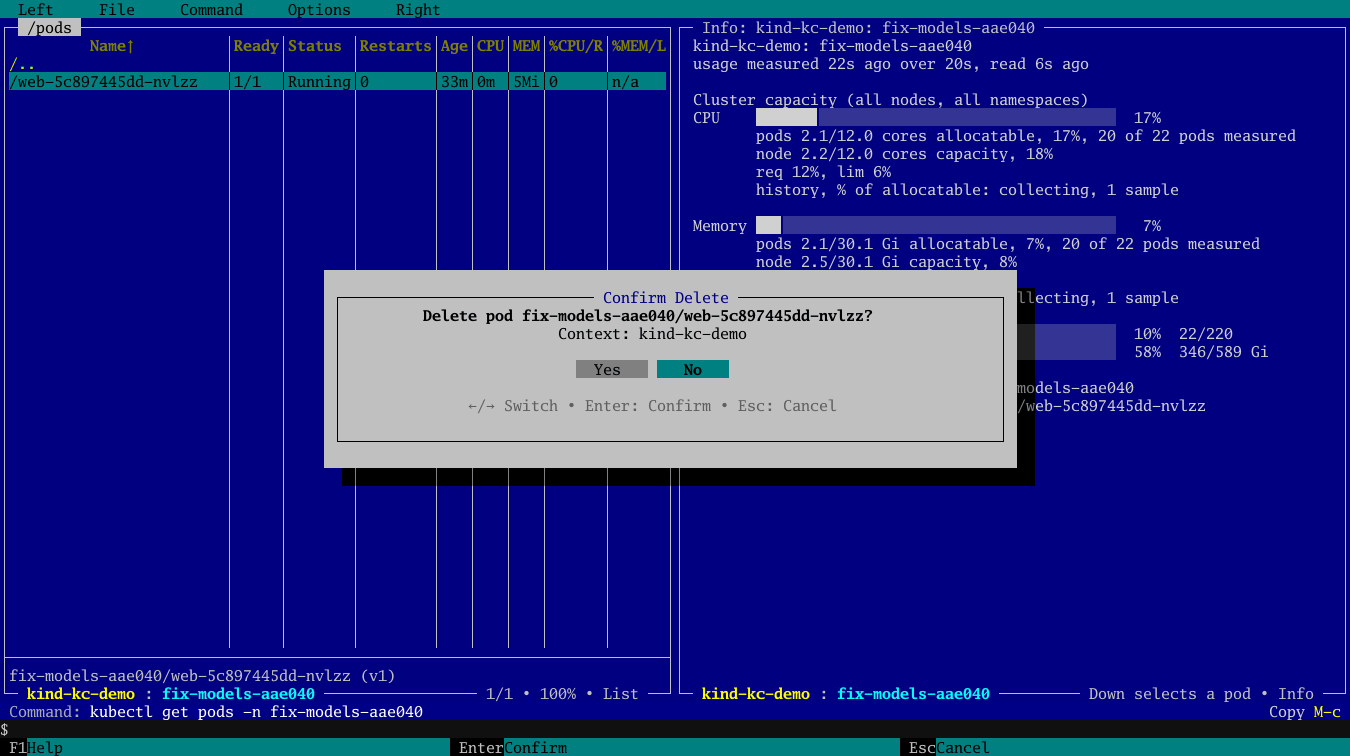 Left File Command Options Right
/pods
Name↑ Ready Status Restarts Age CPU MEM %CPU/R %MEM/L
/..
/web-5c897445dd-nvlzz 1/1 Running 0 33m 0m 5Mi 0 n/a
fix-models-aae040/web-5c897445dd-nvlzz (v1)
kind-kc-demo : fix-models-aae040 1/1 • 100% • List
Info: kind-kc-demo: fix-models-aae040
kind-kc-demo: fix-models-aae040
usage measured 22s ago over 20s, read 6s ago
Cluster capacity (all nodes, all namespaces)
CPU 17%
pods 2.1/12.0 cores allocatable, 17%, 20 of 22 pods measured
node 2.2/12.0 cores capacity, 18%
req 12%, lim 6%
history, % of allocatable: collecting, 1 sample
Memory 7%
pods 2.1/30.1 Gi allocatable, 7%, 20 of 22 pods measured
node 2.5/30.1 Gi capacity, 8%
llecting, 1 sample
10% 22/220
58% 346/589 Gi
models-aae040
/web-5c897445dd-nvlzz
kind-kc-demo : fix-models-aae040 Down selects a pod • Info
Confirm Delete
Delete pod fix-models-aae040/web-5c897445dd-nvlzz?
Context: kind-kc-demo
Yes No
←/→ Switch • Enter: Confirm • Esc: Cancel
Command: kubectl get pods -n fix-models-aae040 Copy M-c
$
F1Help EnterConfirm EscCancel